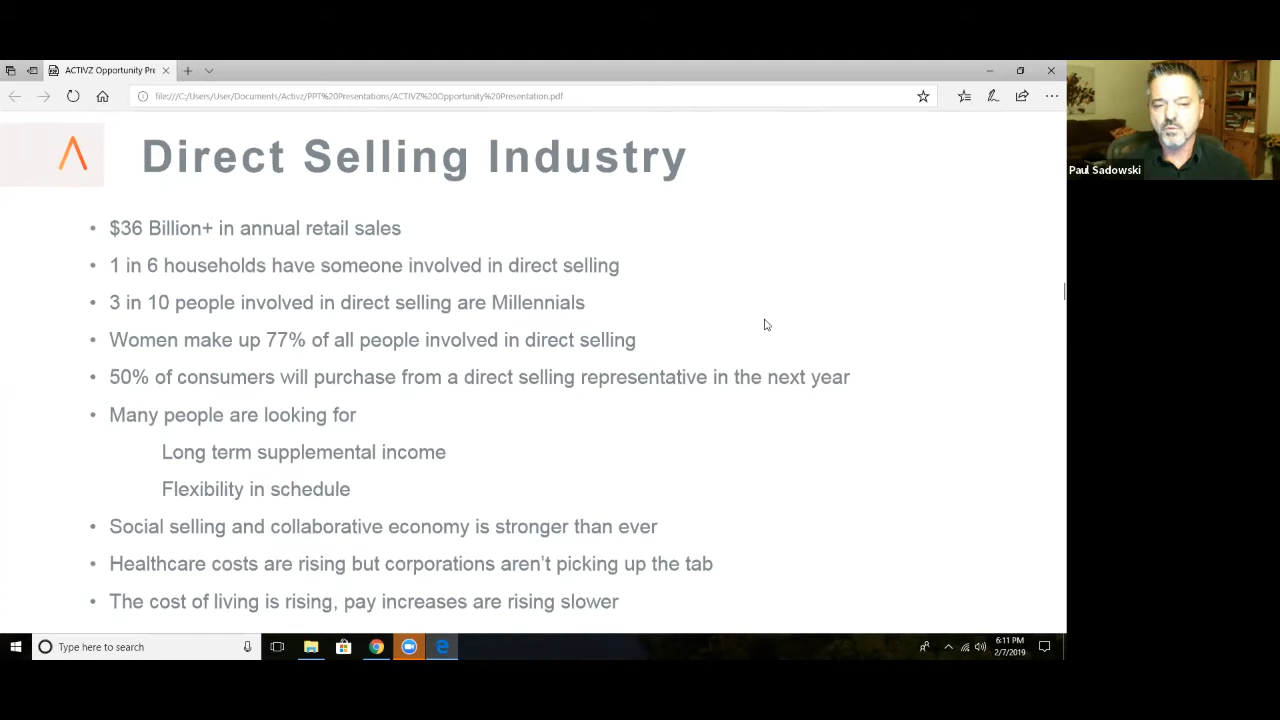 ACTIVZ Opportunity Pre
file:///C:/Users/User/Documents/Activz/PPT%20Presentations/ACTIVZ%20Opportunity%20Presentation.pdf
Paul Sadowski
Direct Selling Industry
• $36 Billion+ in annual retail sales
• 1 in 6 households have someone involved in direct selling
• 3 in 10 people involved in direct selling are Millennials
• Women make up 77% of all people involved in direct selling
• 50% of consumers will purchase from a direct selling representative in the next year
• Many people are looking for
Long term supplemental income
Flexibility in schedule
• Social selling and collaborative economy is stronger than ever
• Healthcare costs are rising but corporations aren't picking up the tab
• The cost of living is rising, pay increases are rising slower
Type here to search
6:11 PM
2/7/2019